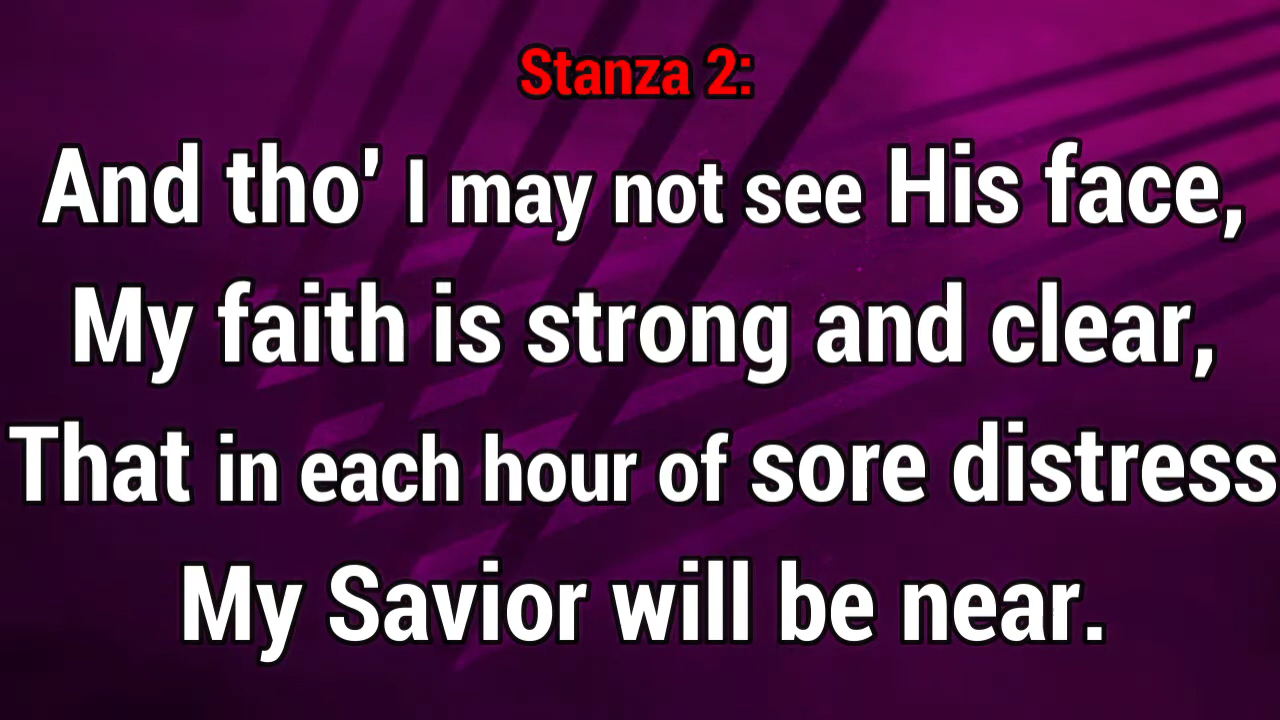 Stanza 2:
And tho' I may not see His face,
My faith is strong and clear,
That in each hour of sore distress
My Savior will be near.